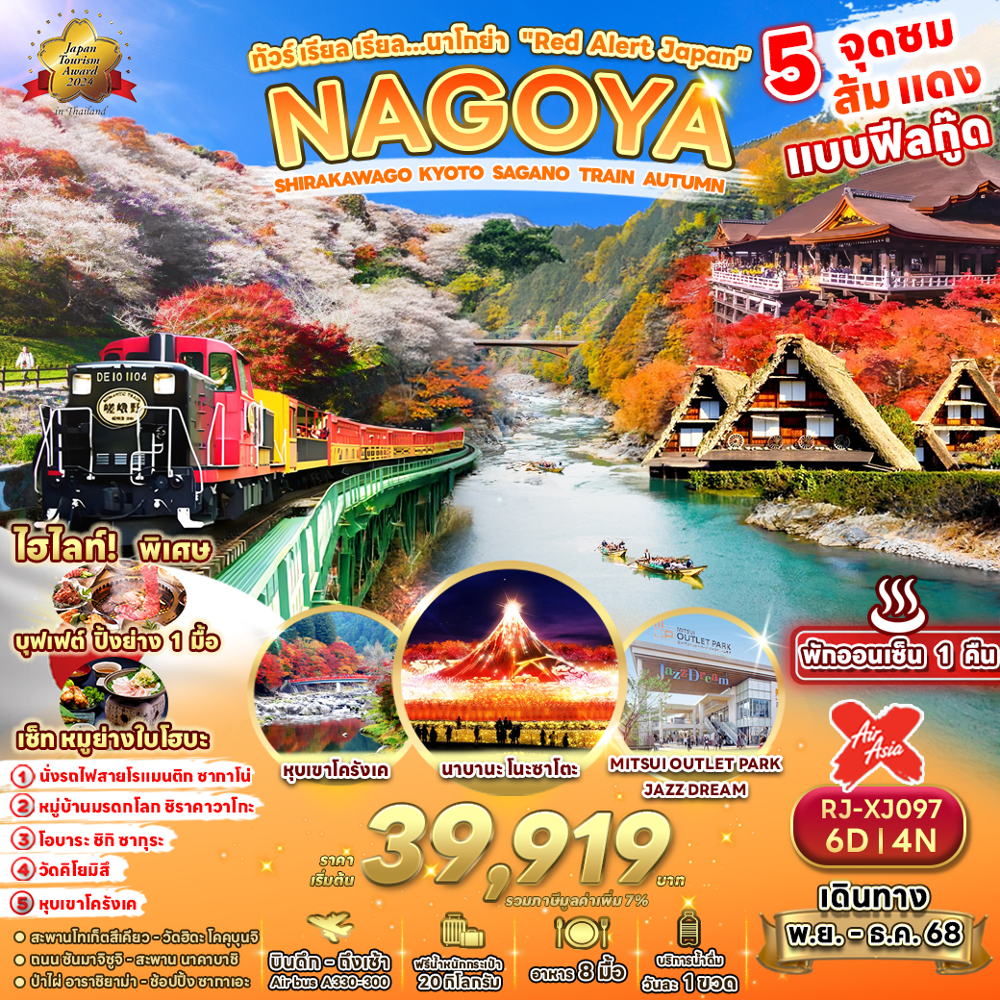 Japan
Tourism
Award
2024
in Thailand
ทัวร์ เรียล เรียล...นาโกย่า "Red Alert Japan"
NAGOYA
SHIRAKAWAGO KYOTO SAGANO TRAIN AUTUMN
5 จุดชม
ส้ม แดง
แบบฟีลกู๊ด
DE10 1104
嵯峨野
ไฮไลท์! พิเศษ
บุฟเฟต์ ปิ้งย่าง 1 มื้อ
เซ็ท หมูย่างใบโฮบะ
1 นั่งรถไฟสายโรแมนติก ซากาโน่
2 หมู่บ้านมรดกโลก ชิราคาวาโกะ
3 โอบาระ ชิกิ ซากุระ
4 วัดคิโยมิสึ
5 หุบเขาโครังเค
สะพานโทเก็ตสึเคียว - วัดฮิดะ โคคุบุนจิ
ถนน ซันมาจิซูจิ - สะพาน นาคาบาชิ
ป่าไผ่ อาราชิยาม่า - ช้อปปิ้ง ซากาเอะ
หุบเขาโครังเค
นาบานะ โนะซาโตะ
MITSUI
OUTLET PARK
Jazz Dream
MITSUI OUTLET PARK
JAZZ DREAM
พักออนเซ็น 1 คืน
Air
Asia
X
RJ-XJ097
6D | 4N
เดินทาง
พ.ย. - ธ.ค. 68
ราคา
เริ่มต้น
39,919 บาท
รวมภาษีมูลค่าเพิ่ม 7%
บินดึก - ถึงเช้า
Airbus A330-300
ฟรีน้ำหนักกระเป๋า
20 กิโลกรัม
อาหาร 8 มื้อ
บริการน้ำดื่ม
วันละ 1 ขวด